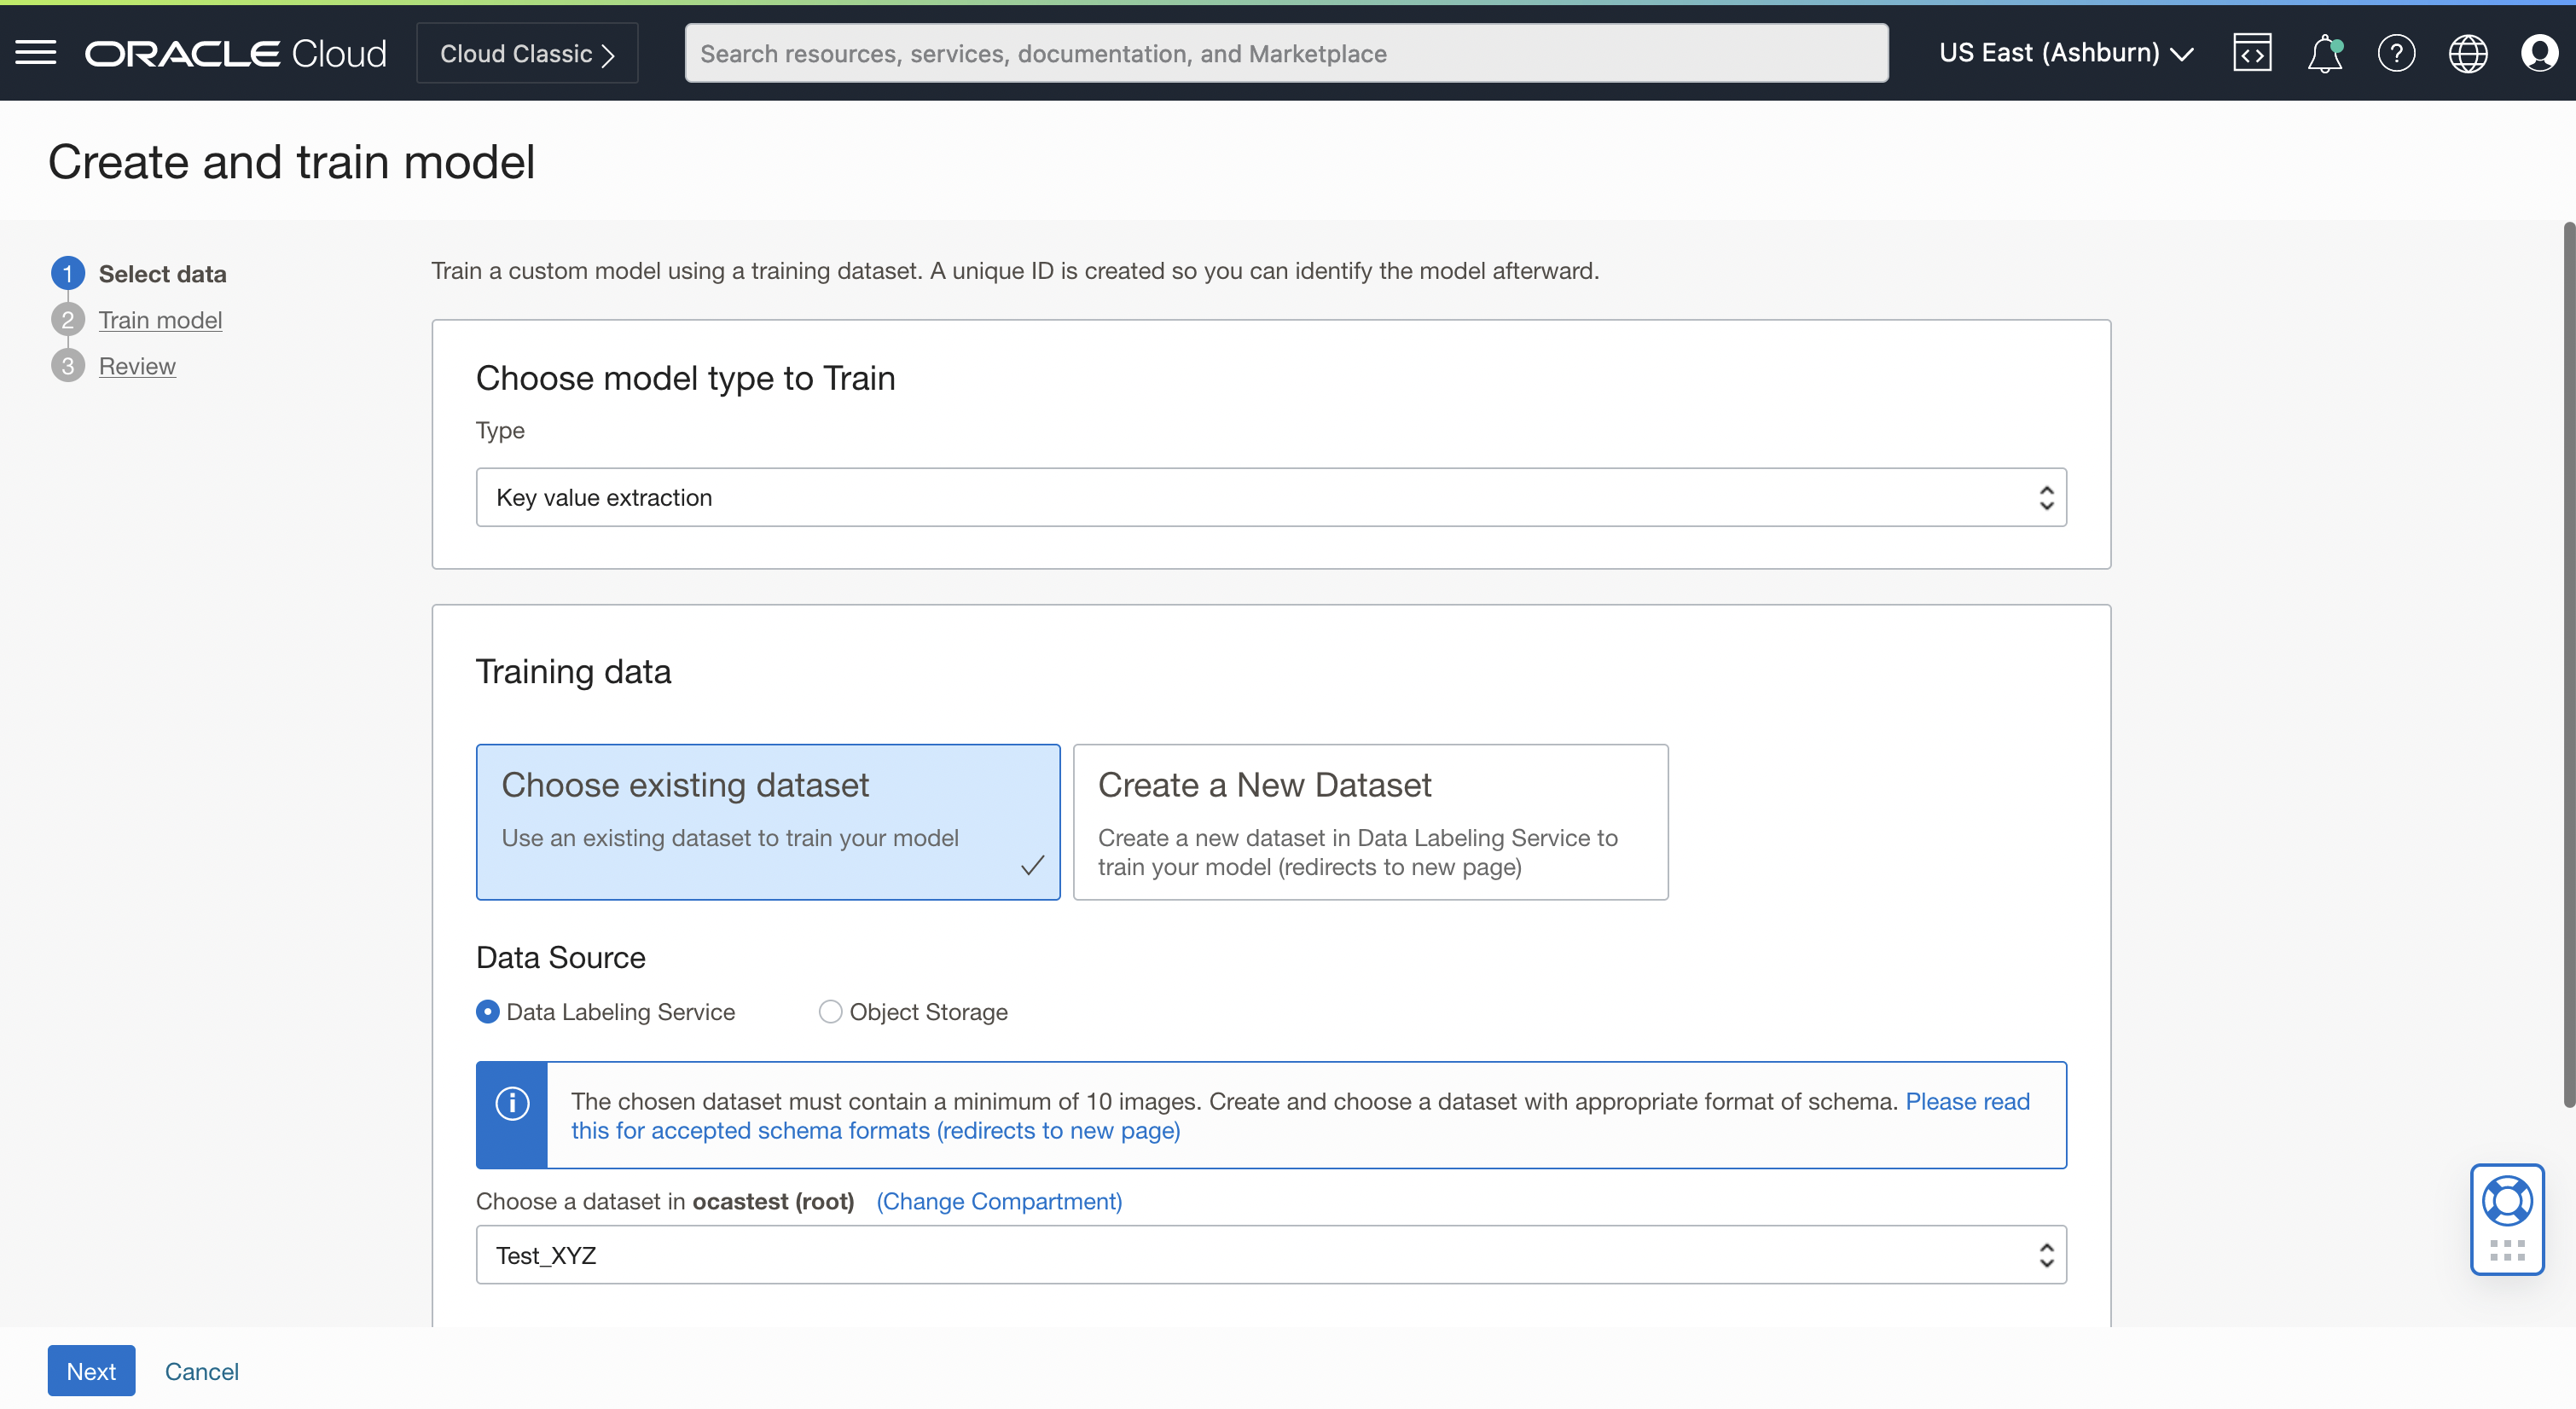 ORACLE Cloud
Cloud Classic
Search resources, services, documentation, and Marketplace
US East (Ashburn)
Create and train model
1 Select data
2 Train model
3 Review
Train a custom model using a training dataset. A unique ID is created so you can identify the model afterward.
Choose model type to Train
Type
Key value extraction
Training data
Choose existing dataset
Use an existing dataset to train your model
Create a New Dataset
Create a new dataset in Data Labeling Service to
train your model (redirects to new page)
Data Source
Data Labeling Service
Object Storage
The chosen dataset must contain a minimum of 10 images. Create and choose a dataset with appropriate format of schema. Please read
this for accepted schema formats (redirects to new page)
Choose a dataset in ocastest (root) (Change Compartment)
Test_XYZ
Next
Cancel